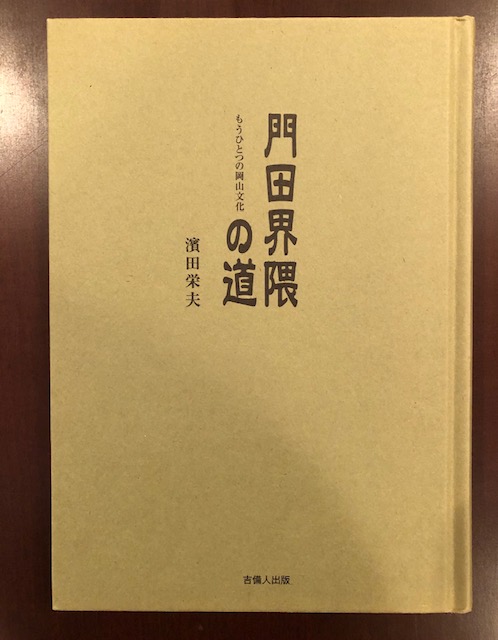 門田界隈
の道
もうひとつの岡山文化
濱田栄夫
吉備人出版